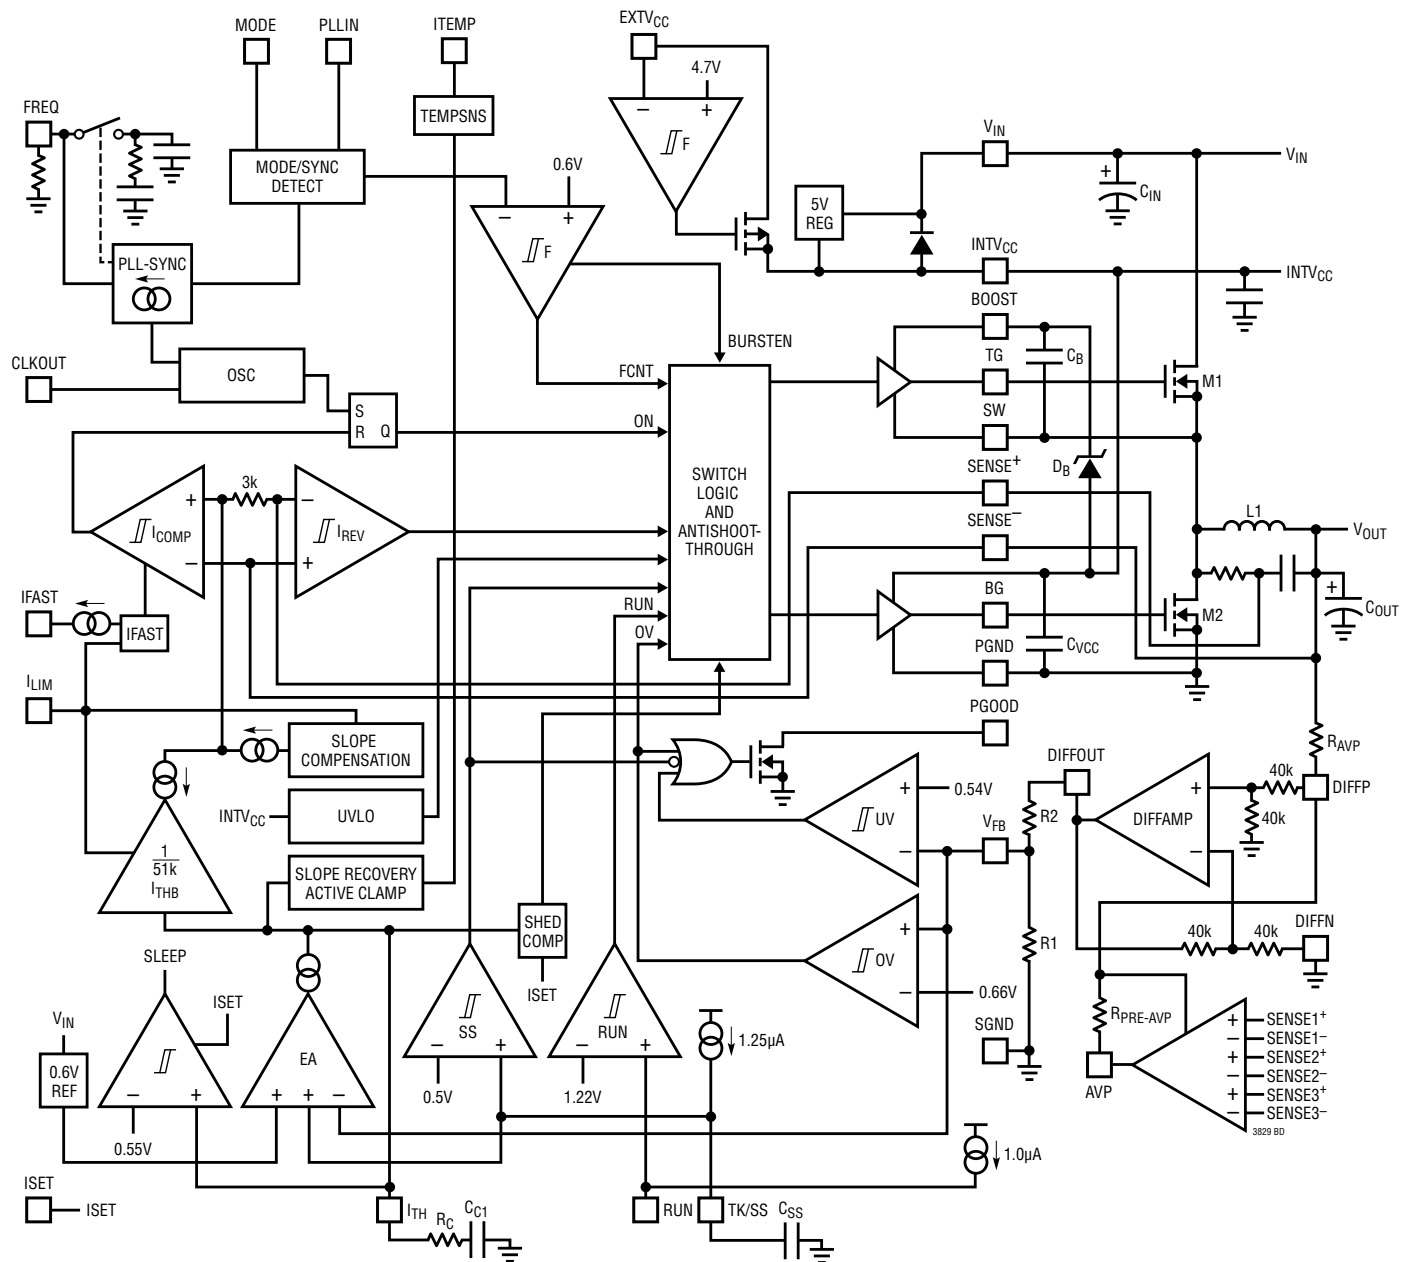 MODE
PLLIN
ITEMP
EXTVCC
4.7V
– +
F
FREQ
TEMPSNS
MODE/SYNC
DETECT
0.6V
– +
F
VIN
VIN
+
CIN
5V
REG
INTVCC
INTVCC
PLL-SYNC
BOOST
BURSTEN
CB
TG
M1
SW
CLKOUT
OSC
FCNT
S
R Q
ON
SENSE+
DB
SENSE–
SWITCH
LOGIC
AND
ANTISHOOT-
THROUGH
3k
+ –
ICOMP
IREV
– +
L1
VOUT
IFAST
IFAST
RUN
OV
BG
M2
+
COUT
PGND
CVCC
ILIM
PGOOD
SLOPE
COMPENSATION
RAVP
DIFFOUT
40k
DIFFP
+
DIFFAMP
40k
–
+
0.54V
UV
–
VFB
R2
INTVCC
UVLO
1
51k
ITHB
SLOPE RECOVERY
ACTIVE CLAMP
SHED
COMP
ISET
+
OV
–
0.66V
R1
40k
40k
DIFFN
SLEEP
ISET
VIN
0.6V
REF
– +
0.55V
EA
+ + –
SS
– +
0.5V
RUN
– +
1.22V
1.25µA
SGND
RPRE-AVP
AVP
+ SENSE1+
– SENSE1–
+ SENSE2+
– SENSE2–
+ SENSE3+
– SENSE3–
3829 BD
1.0µA
ISET
ISET
ITH
RC
CC1
RUN
TK/SS
CSS